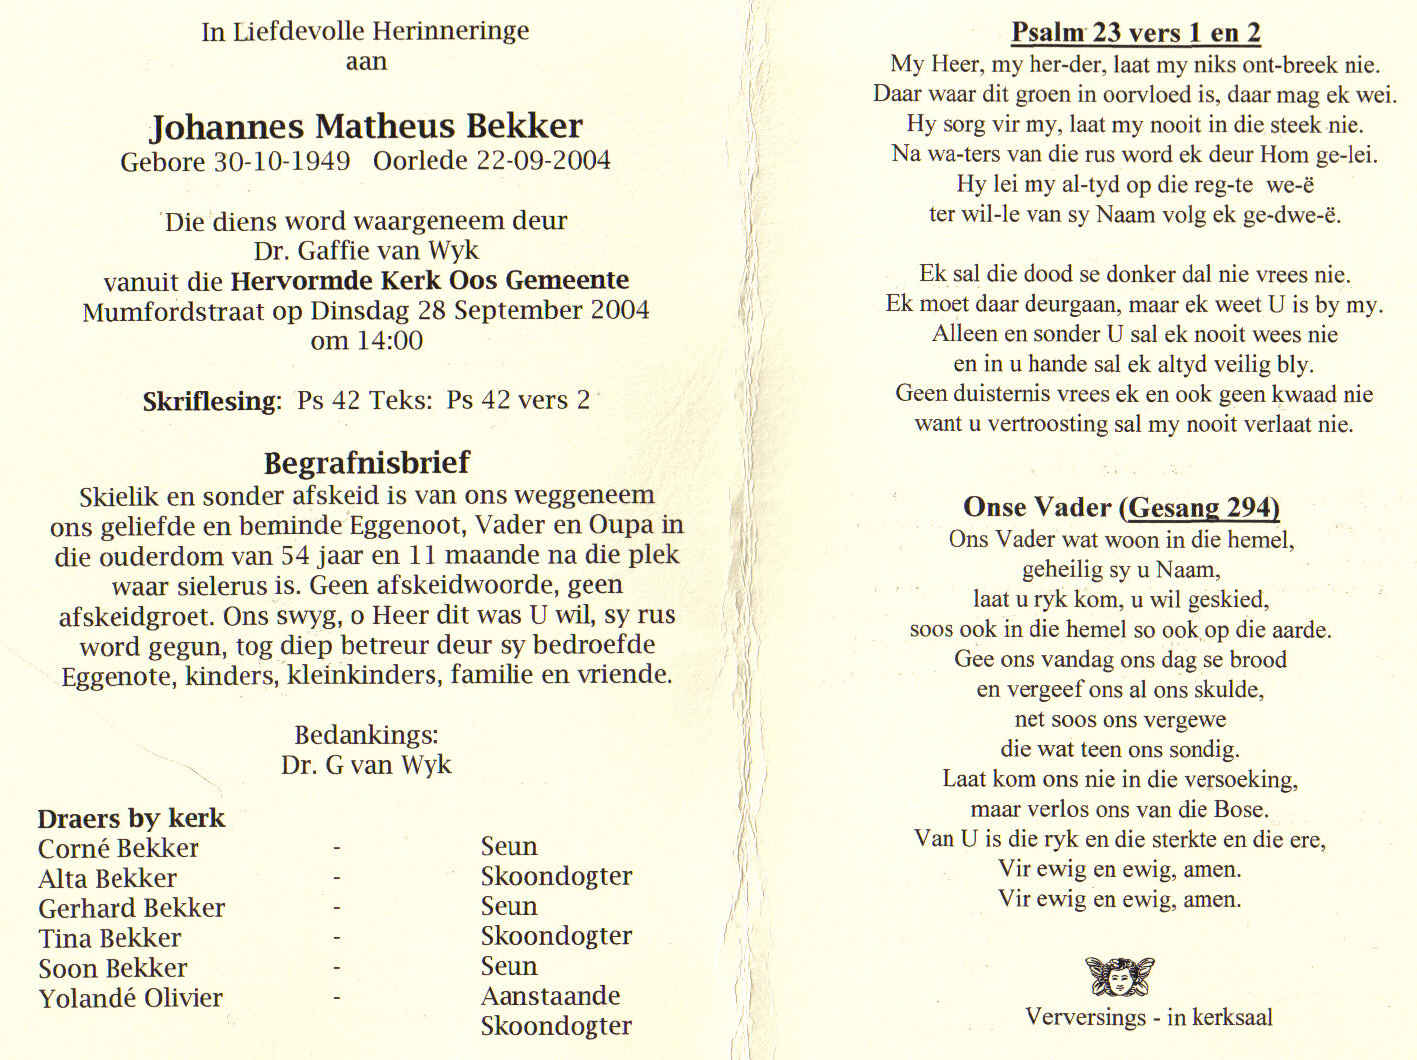 In Liefdevolle Herinneringe
aan
Johannes Matheus Bekker
Gebore 30-10-1949 Oorlede 22-09-2004
Die diens word waargeneem deur
Dr. Gaffie van Wyk
vanuit die Hervormde Kerk Oos Gemeente
Mumfordstraat op Dinsdag 28 September 2004
om 14:00
Skriflesing: Ps 42 Teks: Ps 42 vers 2
Begrafnisbrief
Skielik en sonder afskeid is van ons weggeneem
ons geliefde en beminde Eggenoot, Vader en Oupa in
die ouderdom van 54 jaar en 11 maande na die plek
waar sielerus is. Geen afskeidwoorde, geen
afskeidgroet. Ons swyg, o Heer dit was U wil, sy rus
word gegun, tog diep betreur deur sy bedroefde
Eggenote, kinders, kleinkinders, familie en vriende.
Bedankings:
Dr. G van Wyk
Draers by kerk
Corné Bekker - Seun
Alta Bekker - Skoondogter
Gerhard Bekker - Seun
Tina Bekker - Skoondogter
Soon Bekker - Seun
Yolandé Olivier - Aanstaande
Skoondogter
Psalm 23 vers 1 en 2
My Heer, my her-der, laat my niks ont-breek nie.
Daar waar dit groen in oorvloed is, daar mag ek wei.
Hy sorg vir my, laat my nooit in die steek nie.
Na wa-ters van die rus word ek deur Hom ge-lei.
Hy lei my al-tyd op die reg-te we-ë
ter wil-le van sy Naam volg ek ge-dwe-ë.
Ek sal die dood se donker dal nie vrees nie.
Ek moet daar deurgaan, maar ek weet U is by my.
Alleen en sonder U sal ek nooit wees nie
en in u hande sal ek altyd veilig bly.
Geen duisternis vrees ek en ook geen kwaad nie
want u vertroosting sal my nooit verlaat nie.
Onse Vader (Gesang 294)
Ons Vader wat woon in die hemel,
geheilig sy u Naam,
laat u ryk kom, u wil geskied,
soos ook in die hemel so ook op die aarde.
Gee ons vandag ons dag se brood
en vergeef ons al ons skulde,
net soos ons vergewe
die wat teen ons sondig.
Laat kom ons nie in die versoeking,
maar verlos ons van die Bose.
Van U is die ryk en die sterkte en die ere,
Vir ewig en ewig, amen.
Vir ewig en ewig, amen.
Verversings - in kerksaal